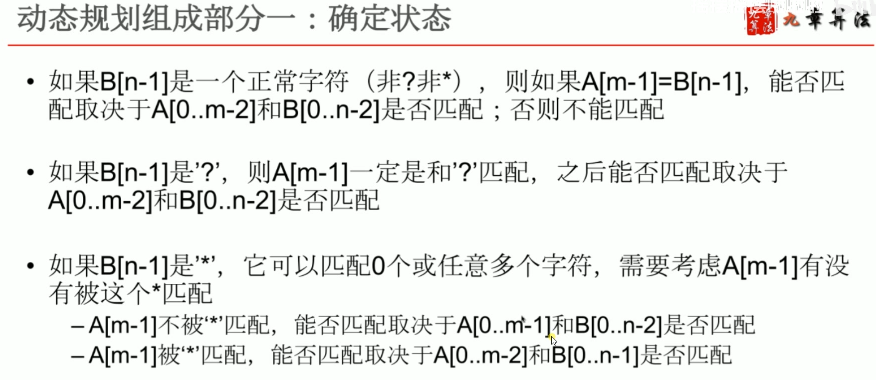 动态规划组成部分一：确定状态
九章算法
• 如果B[n-1]是一个正常字符（非?非*），则如果A[m-1]=B[n-1]，能否匹
配取决于A[0..m-2]和B[0..n-2]是否匹配；否则不能匹配
• 如果B[n-1]是’?’，则A[m-1]一定是和’?’匹配，之后能否匹配取决于
A[0..m-2]和B[0..n-2]是否匹配
• 如果B[n-1]是’*’，它可以匹配0个或任意多个字符，需要考虑A[m-1]有没
有被这个*匹配
– A[m-1]不被‘*’匹配，能否匹配取决于A[0..m-1]和B[0..n-2]是否匹配
– A[m-1]被‘*’匹配，能否匹配取决于A[0..m-2]和B[0..n-1]是否匹配